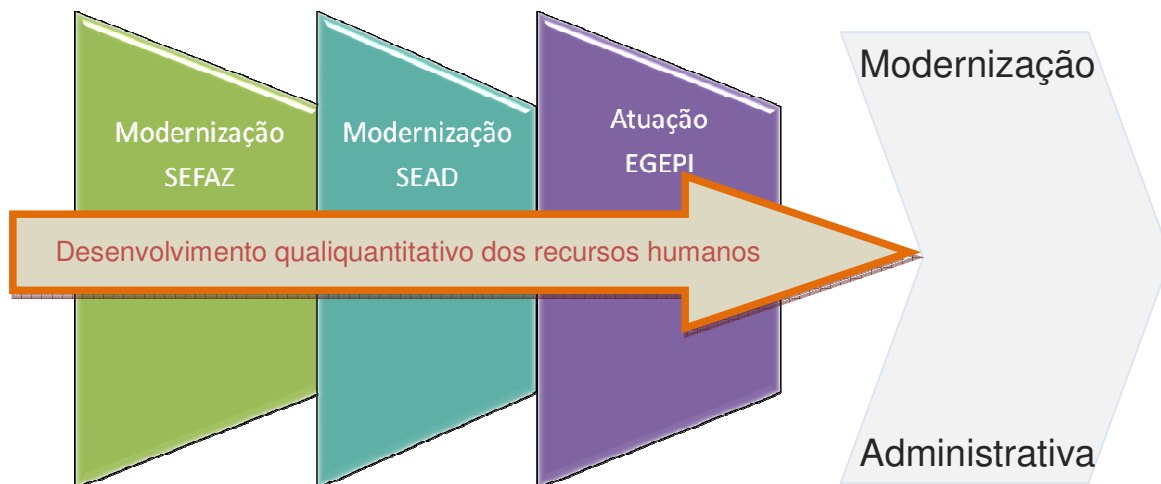 Modernização
SEFAZ
Modernização
SEAD
Atuação
EGEPI
Desenvolvimento qualiquantitativo dos recursos humanos
Modernização
Administrativa